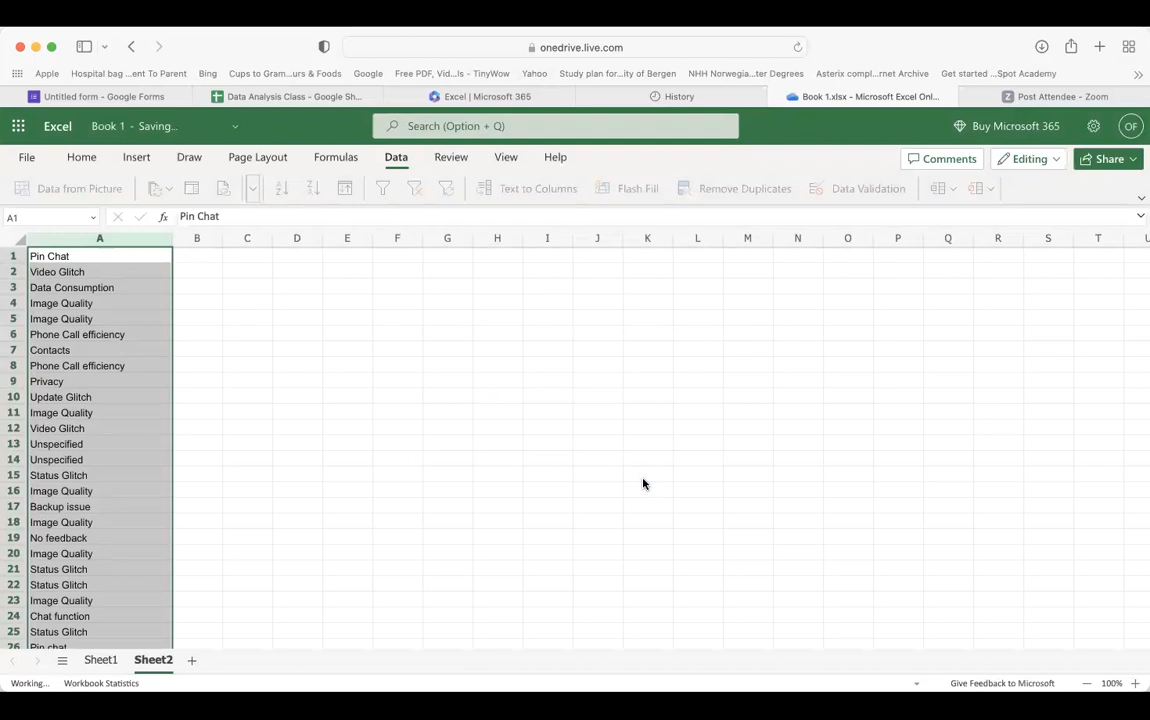 onedrive.live.com
Apple Hospital bag ...ent To Parent Bing Cups to Gram...urs & Foods Google Free PDF, Vid...ls - TinyWow Yahoo Study plan for...ity of Bergen NHH Norwegia...ter Degrees Asterix compl...rnet Archive Get started ...Spot Academy
Untitled form - Google Forms Data Analysis Class - Google Sh... Excel | Microsoft 365 History Book 1.xlsx - Microsoft Excel Onl... Post Attendee - Zoom
Excel Book 1 - Saving... Search (Option + Q) Buy Microsoft 365 OF
File Home Insert Draw Page Layout Formulas Data Review View Help Comments Editing Share
Data from Picture Text to Columns Flash Fill Remove Duplicates Data Validation
A1 fx Pin Chat
A B C D E F G H I J K L M N O P Q R S T U
1 Pin Chat
2 Video Glitch
3 Data Consumption
4 Image Quality
5 Image Quality
6 Phone Call efficiency
7 Contacts
8 Phone Call efficiency
9 Privacy
10 Update Glitch
11 Image Quality
12 Video Glitch
13 Unspecified
14 Unspecified
15 Status Glitch
16 Image Quality
17 Backup issue
18 Image Quality
19 No feedback
20 Image Quality
21 Status Glitch
22 Status Glitch
23 Image Quality
24 Chat function
25 Status Glitch
26 Pin chat
Sheet1 Sheet2
Working... Workbook Statistics Give Feedback to Microsoft 100%